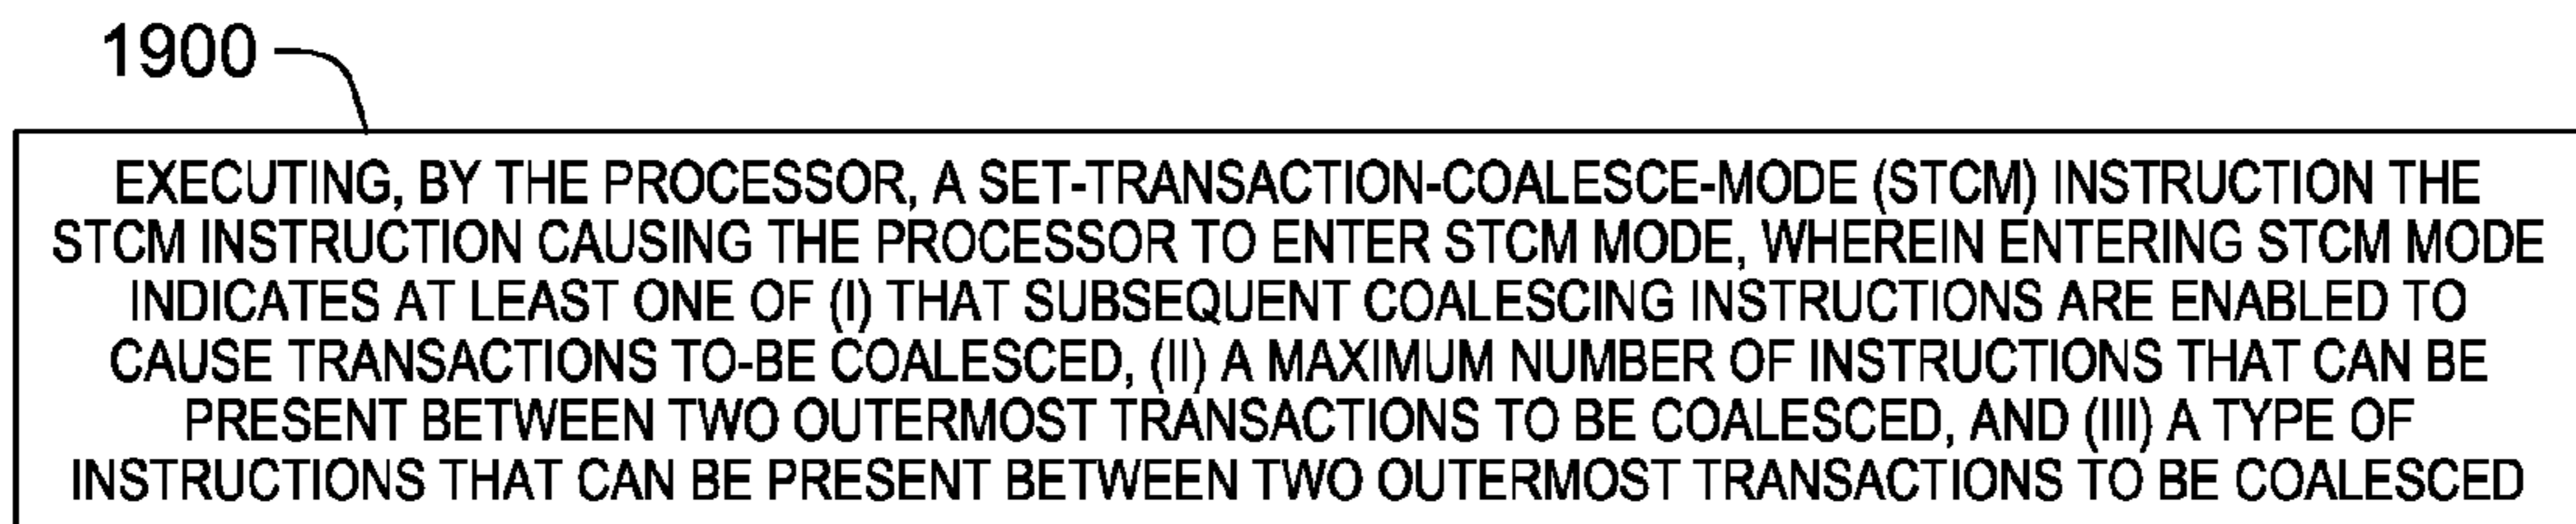 1900
EXECUTING, BY THE PROCESSOR, A SET-TRANSACTION-COALESCE-MODE (STCM) INSTRUCTION THE
STCM INSTRUCTION CAUSING THE PROCESSOR TO ENTER STCM MODE, WHEREIN ENTERING STCM MODE
INDICATES AT LEAST ONE OF (I) THAT SUBSEQUENT COALESCING INSTRUCTIONS ARE ENABLED TO
CAUSE TRANSACTIONS TO-BE COALESCED, (II) A MAXIMUM NUMBER OF INSTRUCTIONS THAT CAN BE
PRESENT BETWEEN TWO OUTERMOST TRANSACTIONS TO BE COALESCED, AND (III) A TYPE OF
INSTRUCTIONS THAT CAN BE PRESENT BETWEEN TWO OUTERMOST TRANSACTIONS TO BE COALESCED